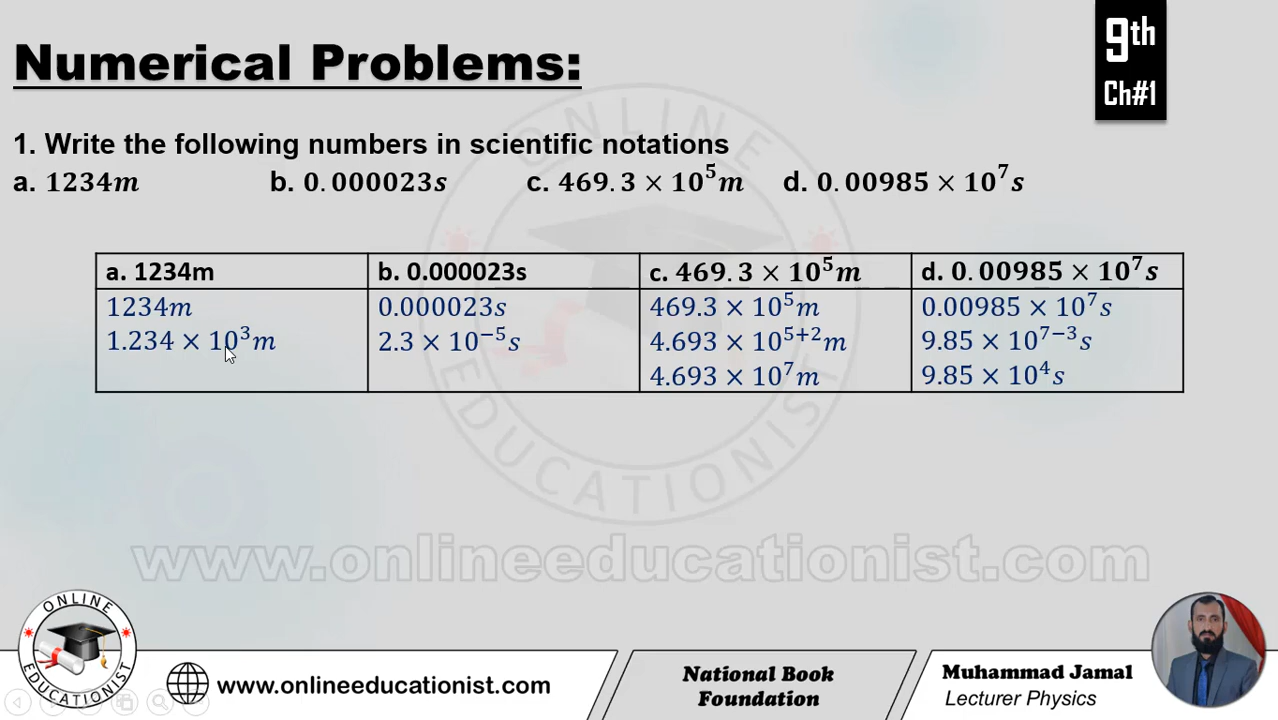 Numerical Problems:
9th
Ch#1
1. Write the following numbers in scientific notations
a. 1234m b. 0.000023s c. 469.3 × 10⁵m d. 0.00985 × 10⁷s
a. 1234m b. 0.000023s c. 469.3 × 10⁵m d. 0.00985 × 10⁷s
1234m 0.000023s 469.3 × 10⁵m 0.00985 × 10⁷s
1.234 × 10³m 2.3 × 10⁻⁵s 4.693 × 10⁵⁺²m 9.85 × 10⁷⁻³s
4.693 × 10⁷m 9.85 × 10⁴s
ONLINE
EDUCATIONIST
www.onlineeducationist.com
ONLINE
EDUCATIONIST
www.onlineeducationist.com
National Book
Foundation
Muhammad Jamal
Lecturer Physics